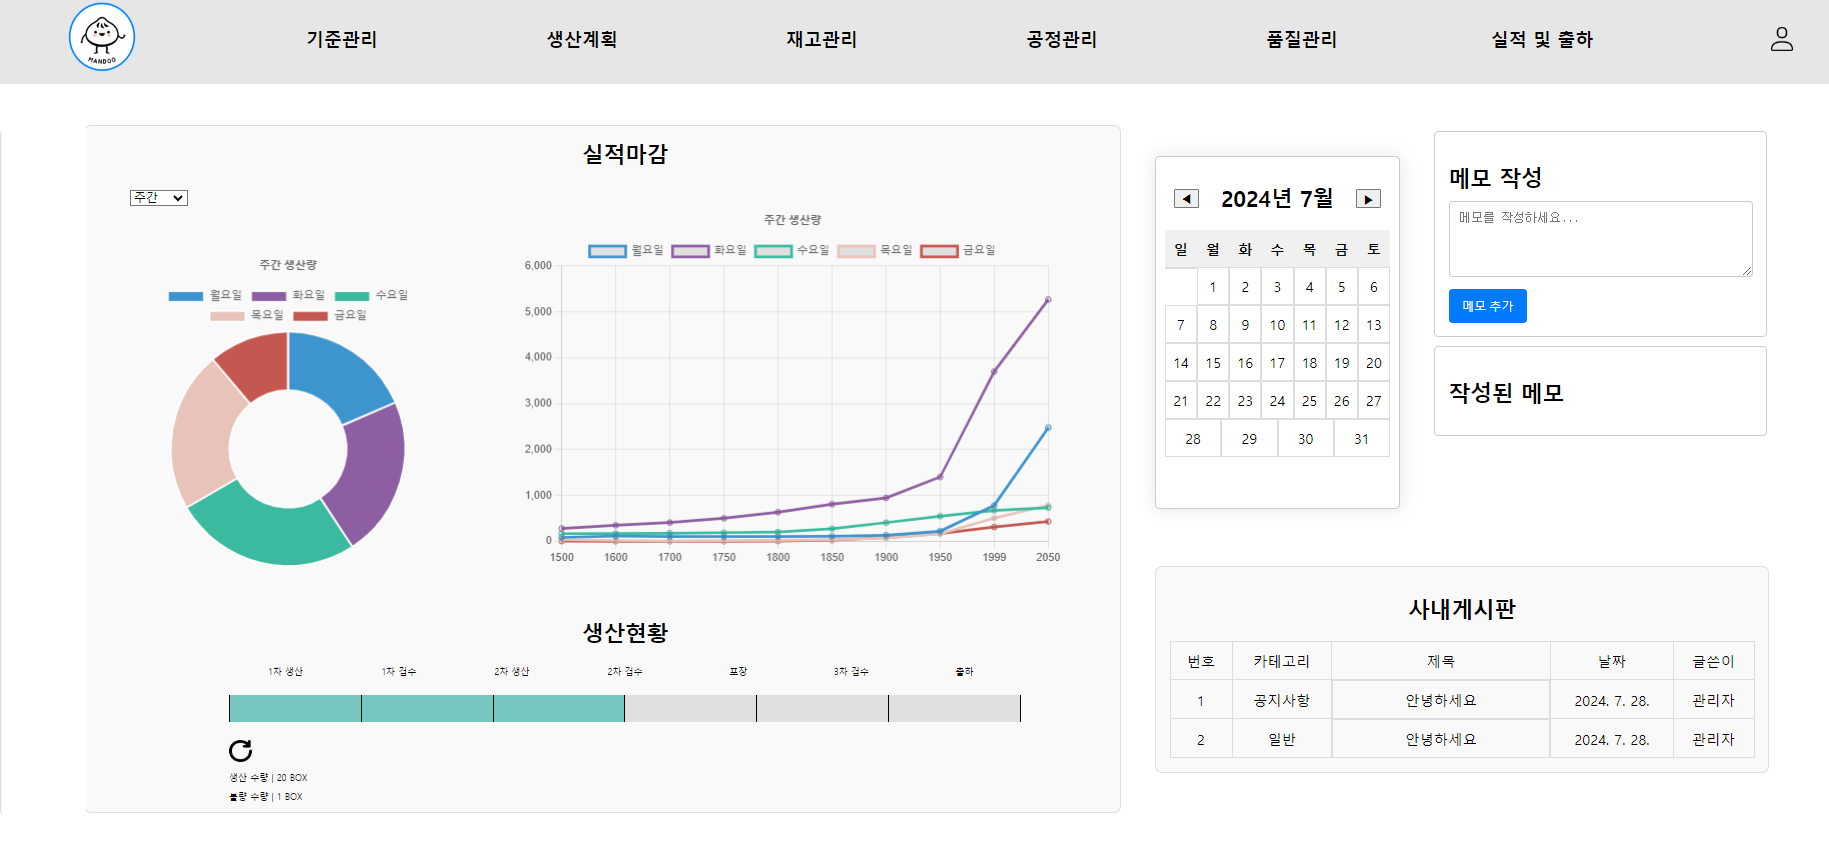 MANDOO
기준관리 생산계획 재고관리 공정관리 품질관리 실적 및 출하
실적마감
주간
주간 생산량
월요일 화요일 수요일
목요일 금요일
주간 생산량
월요일 화요일 수요일 목요일 금요일
6,000
5,000
4,000
3,000
2,000
1,000
0
1500 1600 1700 1750 1800 1850 1900 1950 1999 2050
생산현황
1차 생산 1차 검수 2차 생산 2차 검수 포장 3차 검수 출하
생산 수량 | 20 BOX
불량 수량 | 1 BOX
◀ 2024년 7월 ▶
일 월 화 수 목 금 토
1 2 3 4 5 6
7 8 9 10 11 12 13
14 15 16 17 18 19 20
21 22 23 24 25 26 27
28 29 30 31
메모 작성
메모를 작성하세요...
메모 추가
작성된 메모
사내게시판
번호 카테고리 제목 날짜 글쓴이
1 공지사항 안녕하세요 2024. 7. 28. 관리자
2 일반 안녕하세요 2024. 7. 28. 관리자